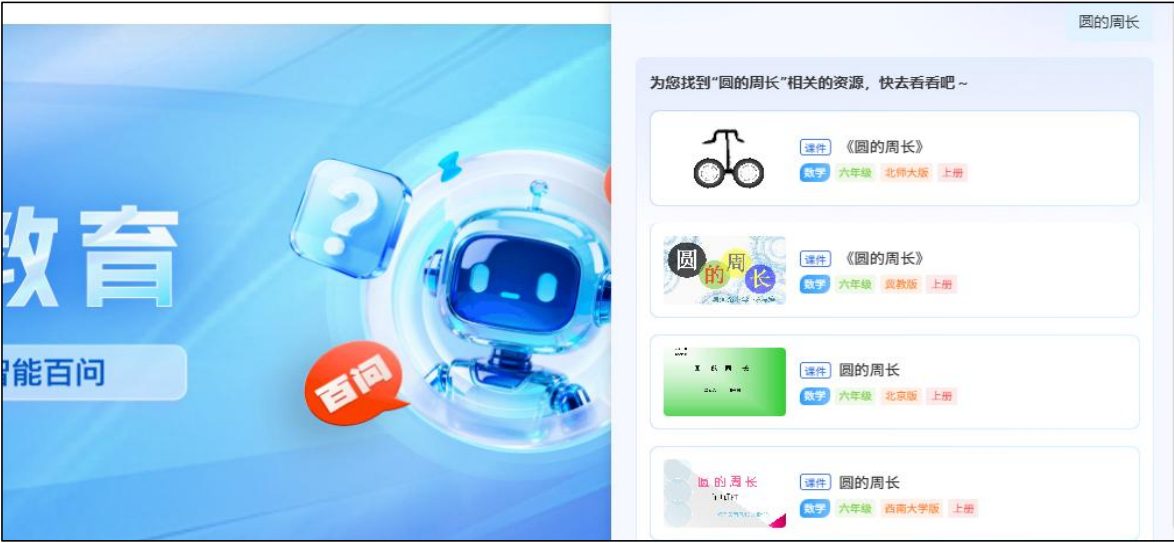 圆的周长
为您找到“圆的周长”相关的资源，快去看看吧~
教育
智能百问
?
百问
课件 《圆的周长》
数学 六年级 北师大版 上册
圆的周长
课件 《圆的周长》
数学 六年级 冀教版 上册
圆的周长
课件 圆的周长
数学 六年级 北京版 上册
圆的周长
课件 圆的周长
数学 六年级 西南大学版 上册